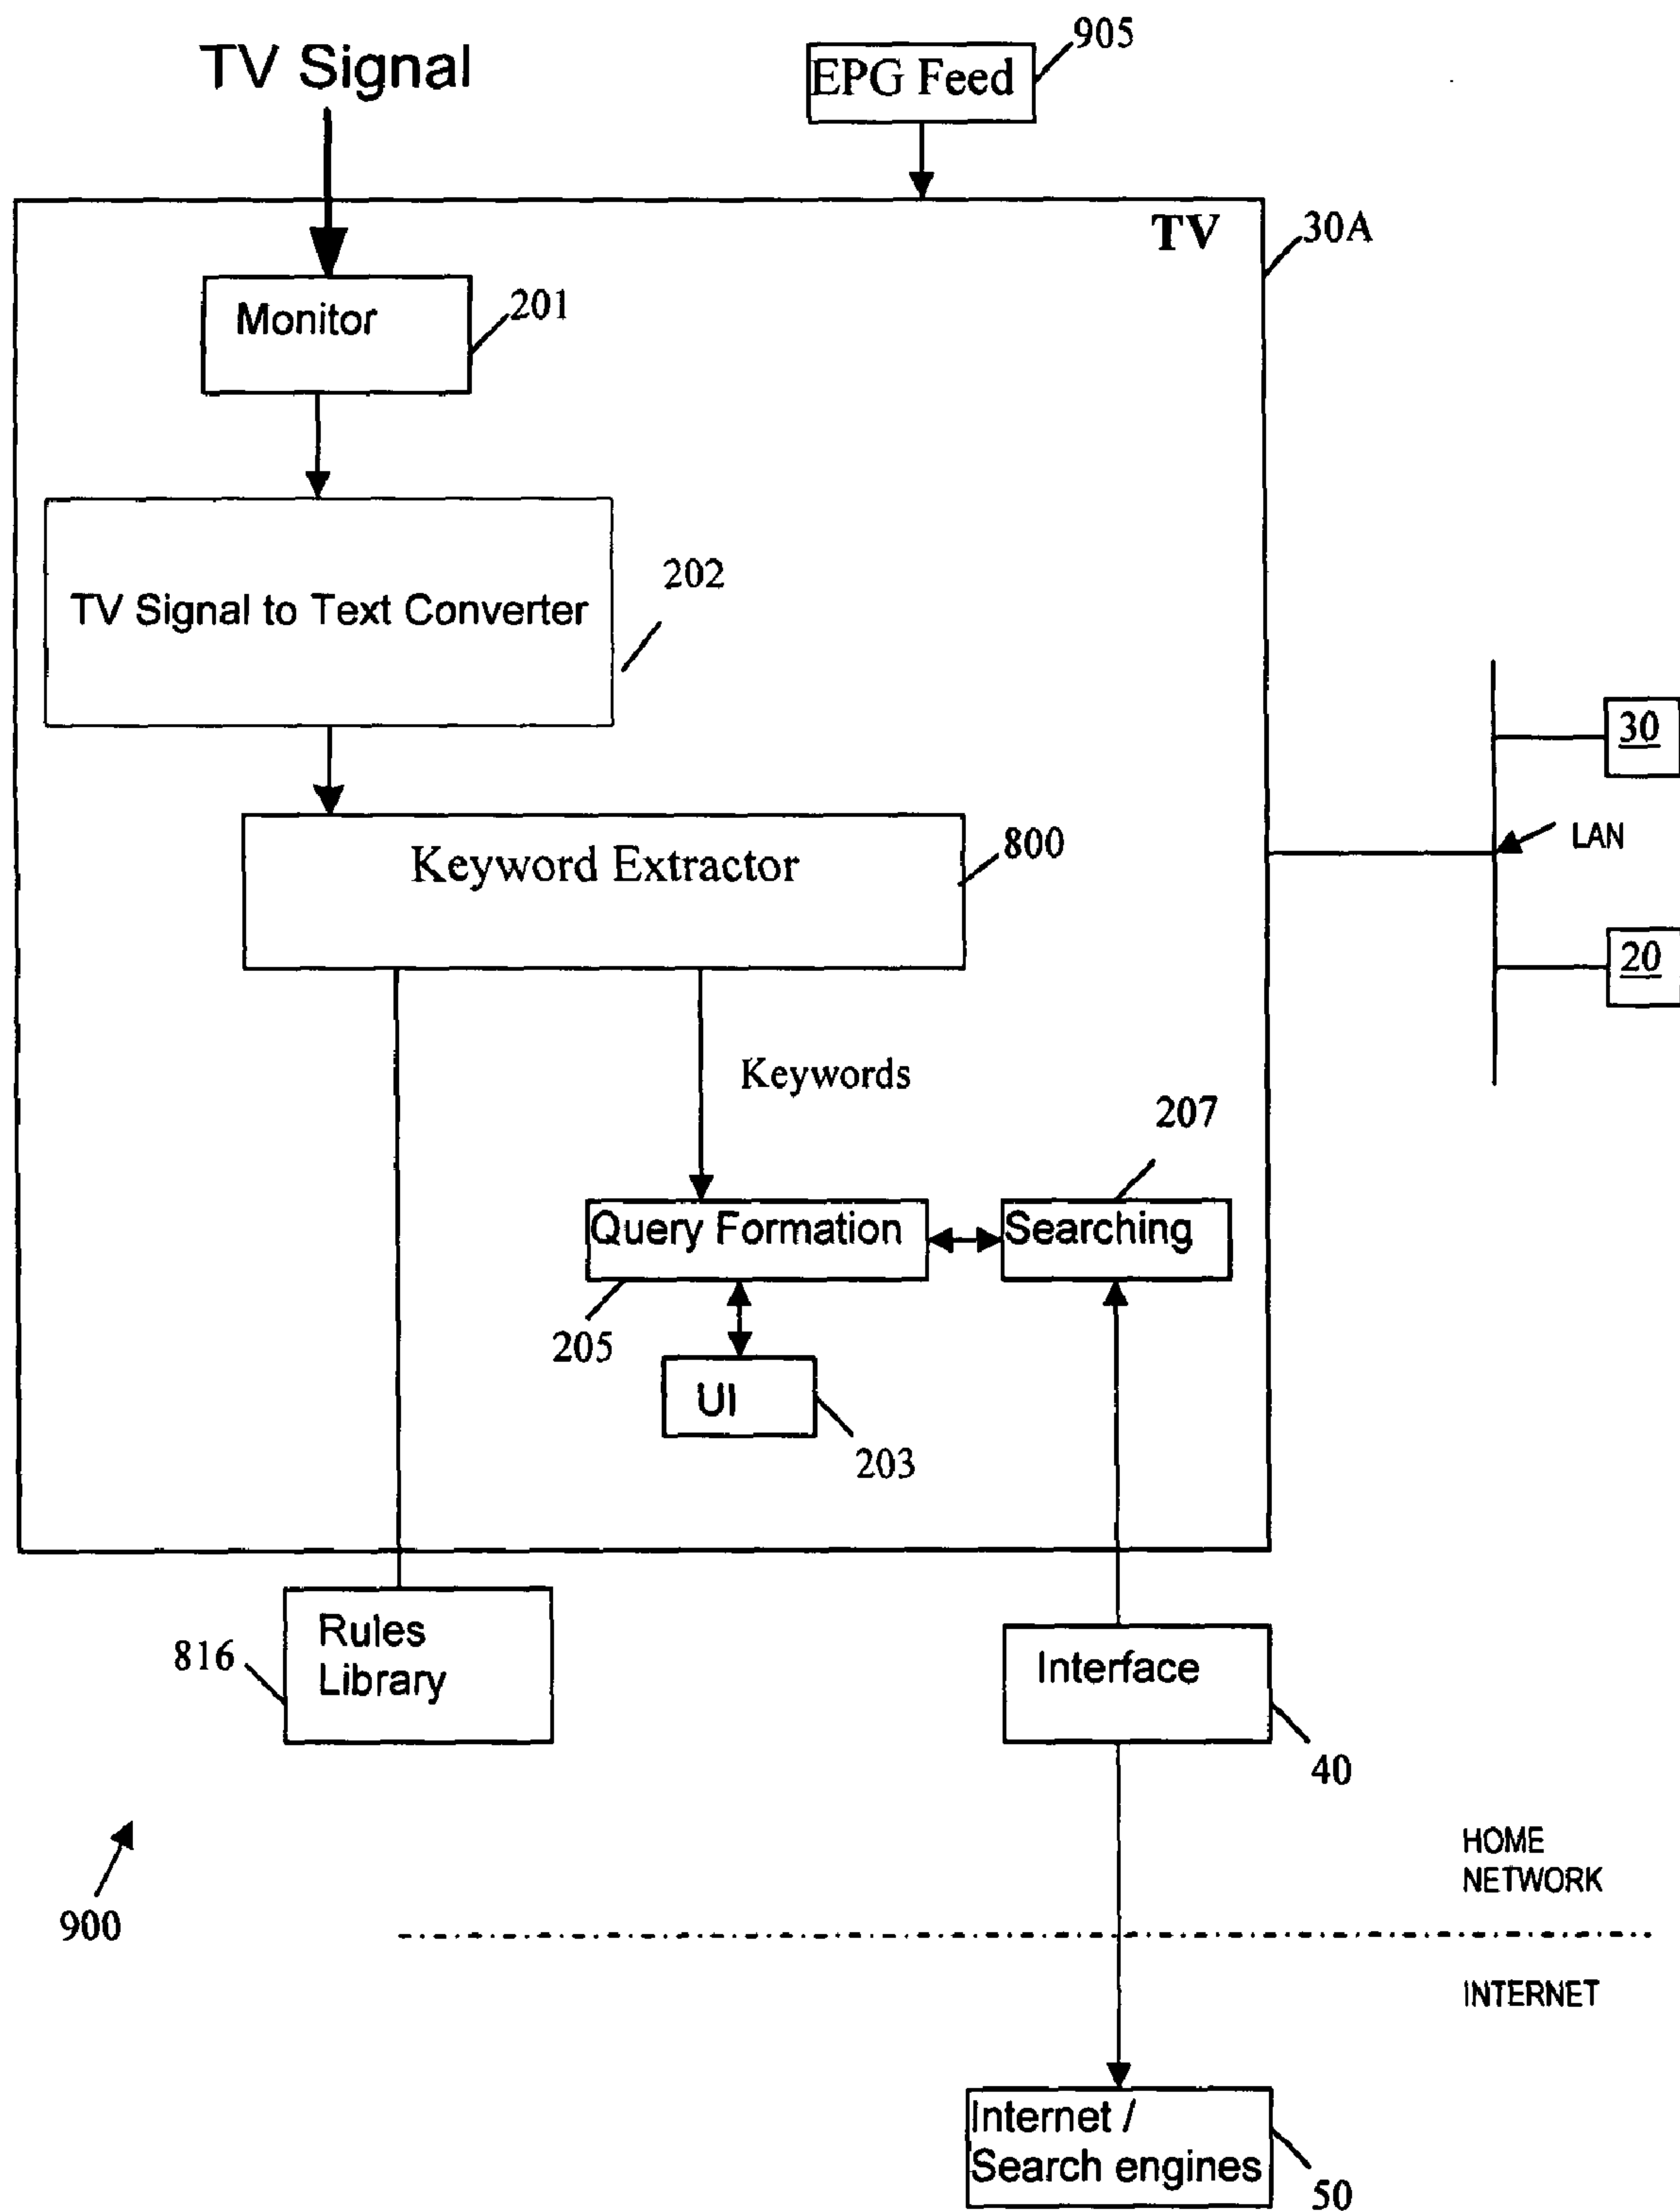 TV Signal
905
EPG Feed
TV
30A
Monitor
201
TV Signal to Text Converter
202
30
LAN
Keyword Extractor
800
20
Keywords
207
Query Formation
Searching
205
UI
203
Rules
Library
816
Interface
40
HOME
NETWORK
900
INTERNET
Internet /
Search engines
50